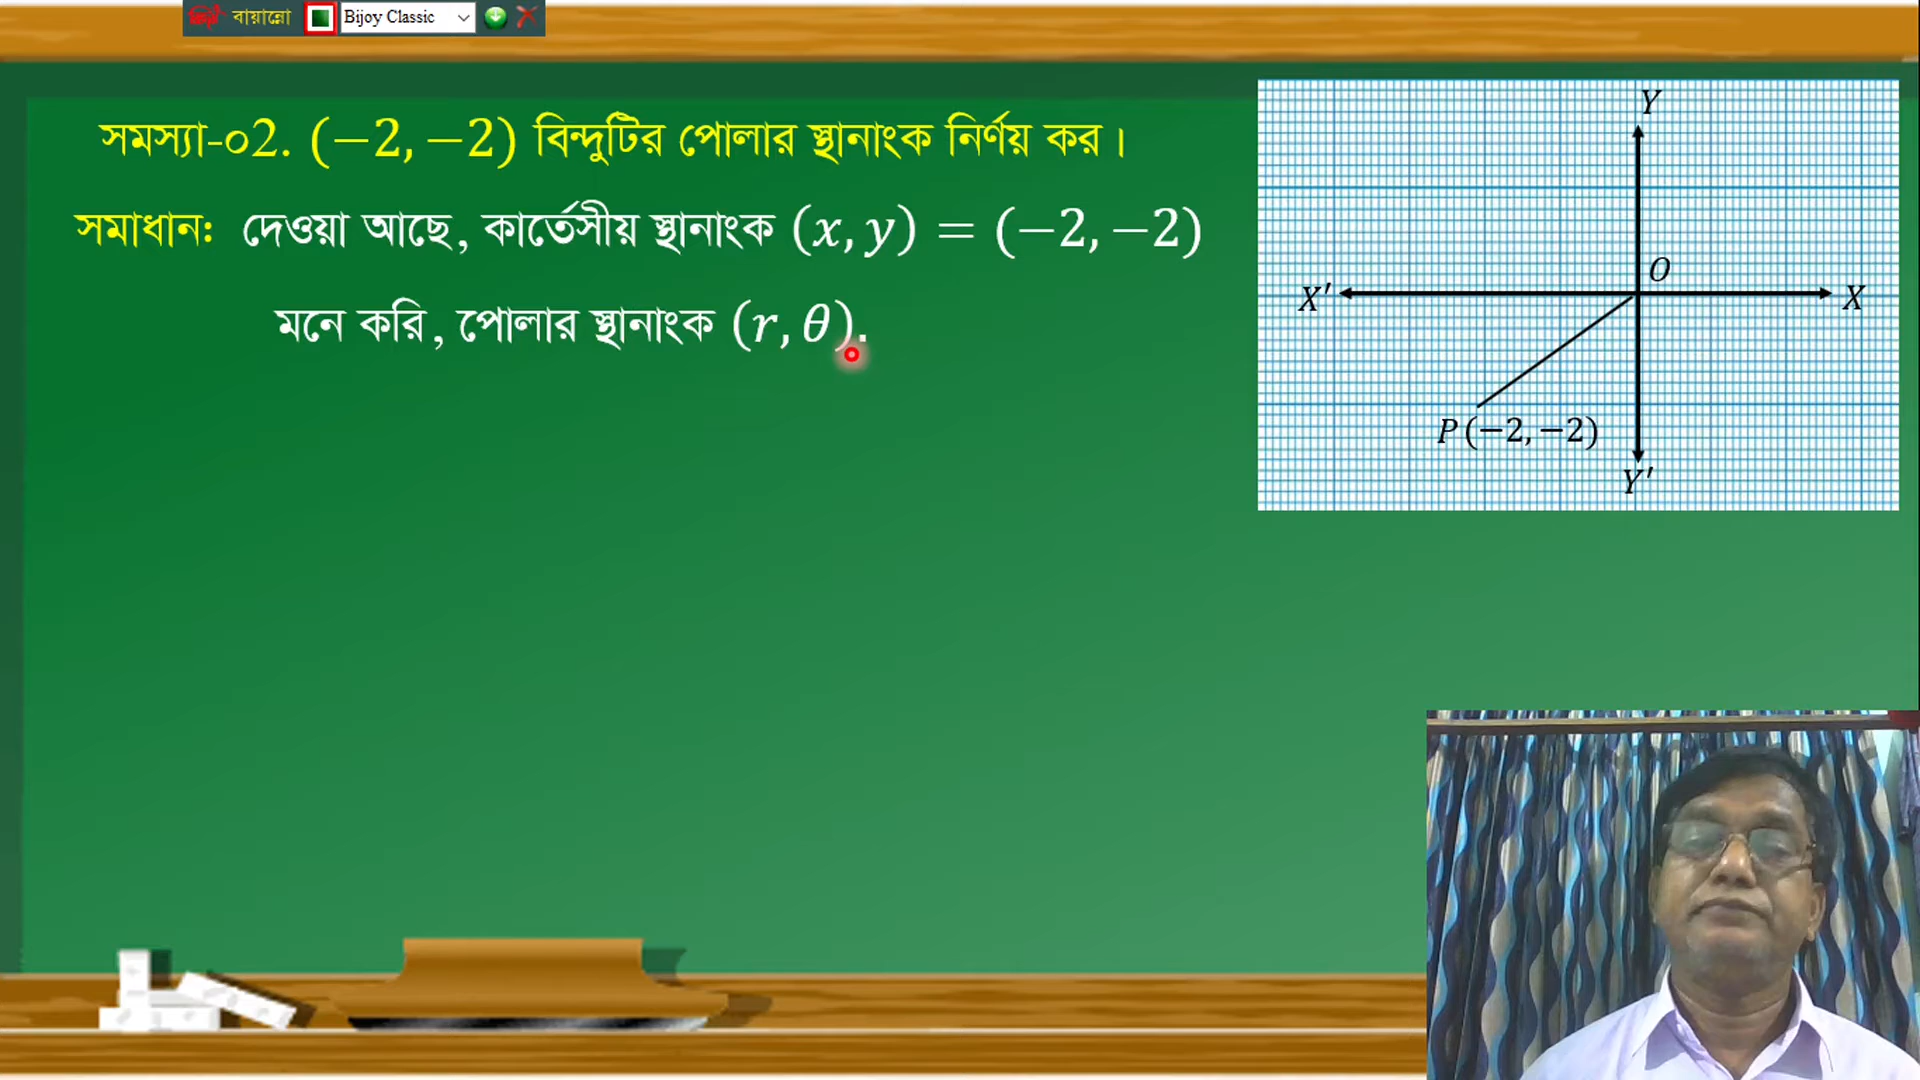 বায়ান্নো
Bijoy Classic
সমস্যা-০2. (−2, −2) বিন্দুটির পোলার স্থানাংক নির্ণয় কর।
সমাধানঃ দেওয়া আছে, কার্তেসীয় স্থানাংক (x, y) = (−2, −2)
মনে করি, পোলার স্থানাংক (r, θ).
Y
O
X′
X
P (−2, −2)
Y′